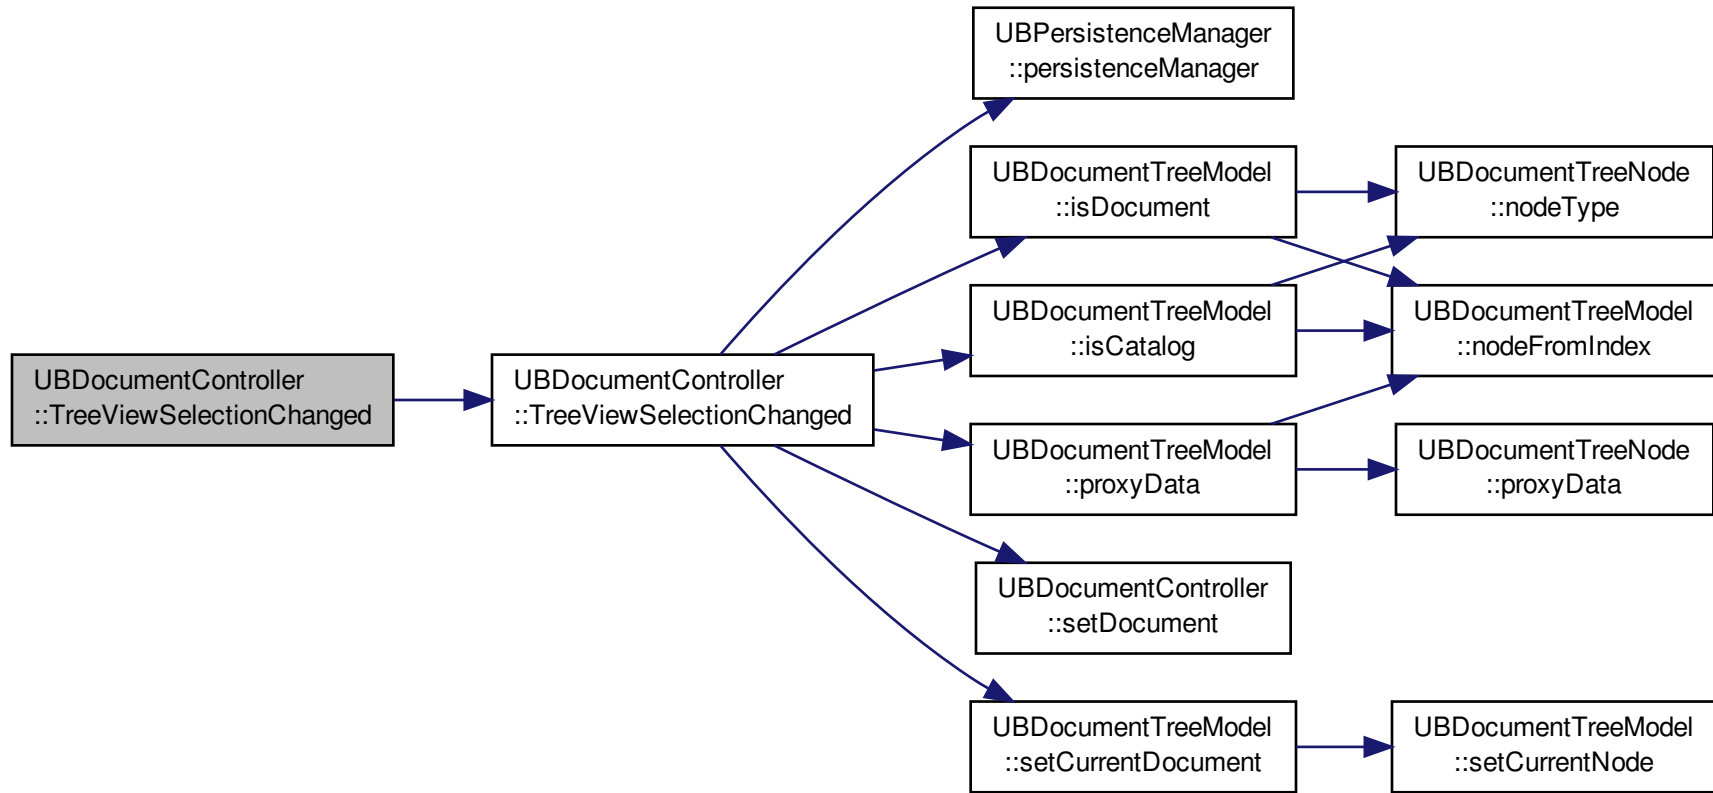 UBDocumentController
::TreeViewSelectionChanged
UBDocumentController
::TreeViewSelectionChanged
UBPersistenceManager
::persistenceManager
UBDocumentTreeModel
::isDocument
UBDocumentTreeModel
::isCatalog
UBDocumentTreeModel
::proxyData
UBDocumentController
::setDocument
UBDocumentTreeModel
::setCurrentDocument
UBDocumentTreeNode
::nodeType
UBDocumentTreeModel
::nodeFromIndex
UBDocumentTreeNode
::proxyData
UBDocumentTreeModel
::setCurrentNode